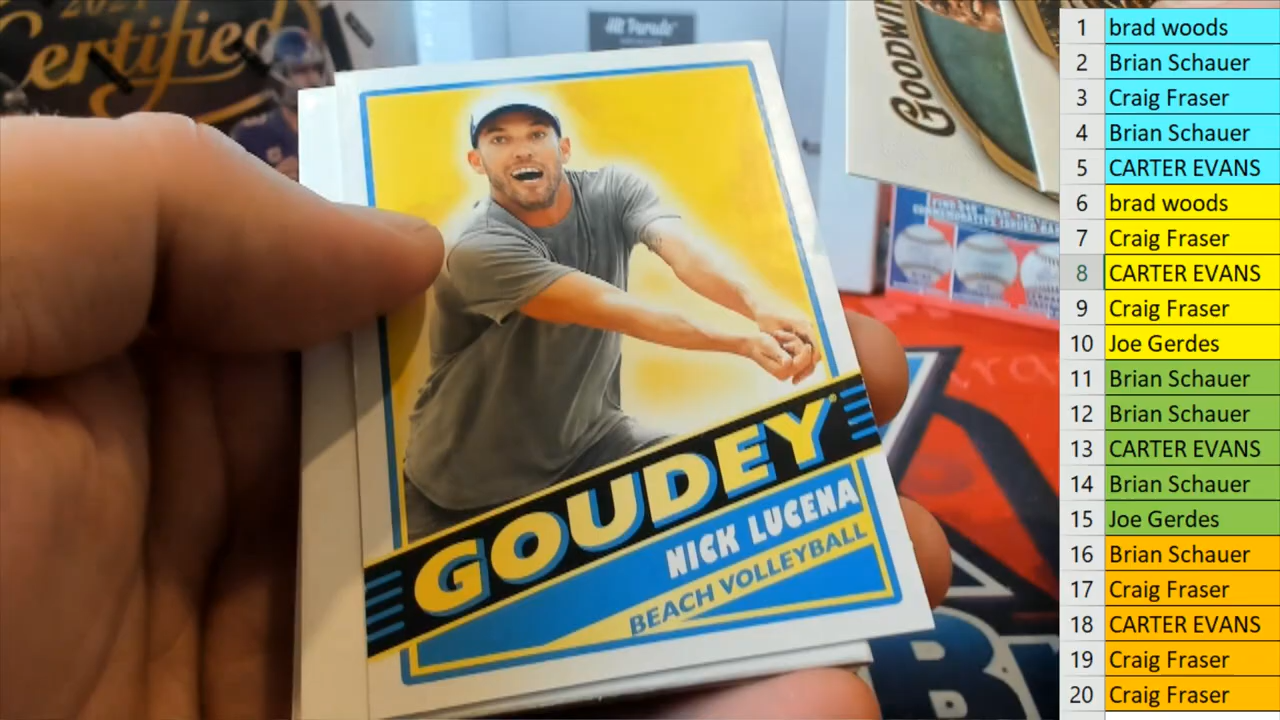 2021
Certified
Hit Parade
GOODWIN
GOUDEY
NICK LUCENA
BEACH VOLLEYBALL
1 brad woods
2 Brian Schauer
3 Craig Fraser
4 Brian Schauer
5 CARTER EVANS
6 brad woods
7 Craig Fraser
8 CARTER EVANS
9 Craig Fraser
10 Joe Gerdes
11 Brian Schauer
12 Brian Schauer
13 CARTER EVANS
14 Brian Schauer
15 Joe Gerdes
16 Brian Schauer
17 Craig Fraser
18 CARTER EVANS
19 Craig Fraser
20 Craig Fraser